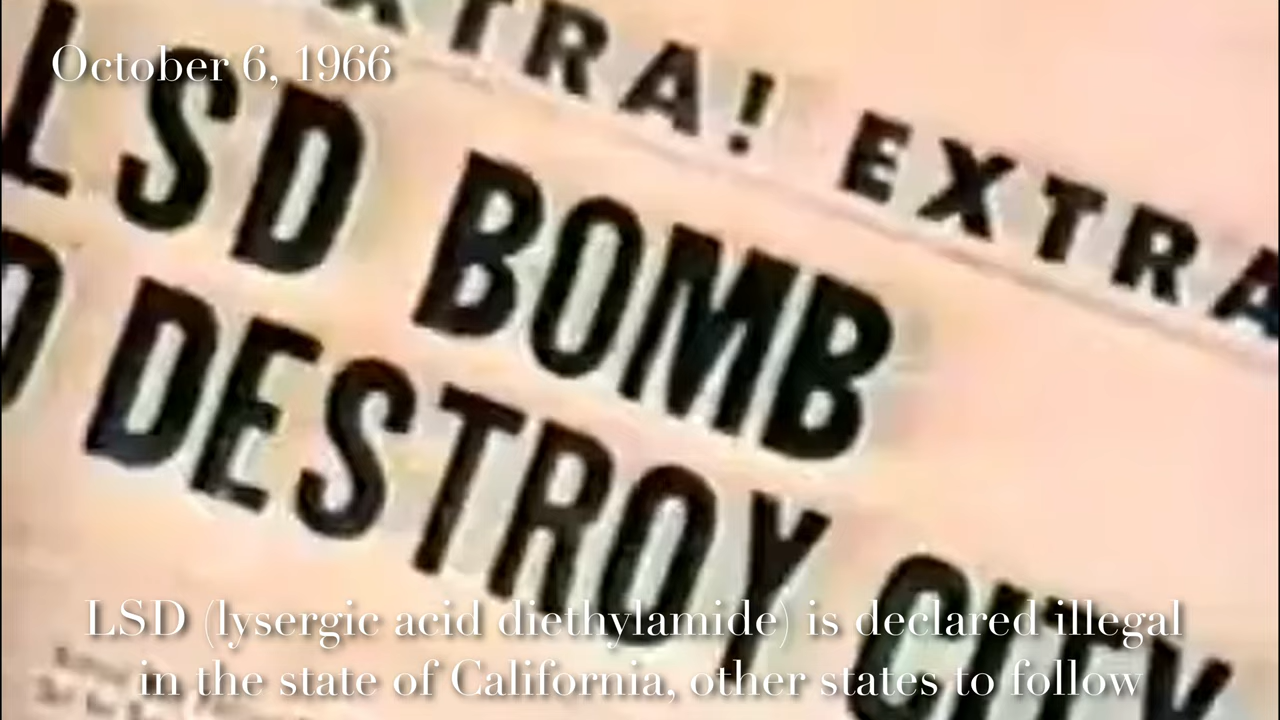 October 6, 1966
EXTRA! EXTRA
LSD BOMB
DESTROY CITY
LSD (lysergic acid diethylamide) is declared illegal
in the state of California, other states to follow